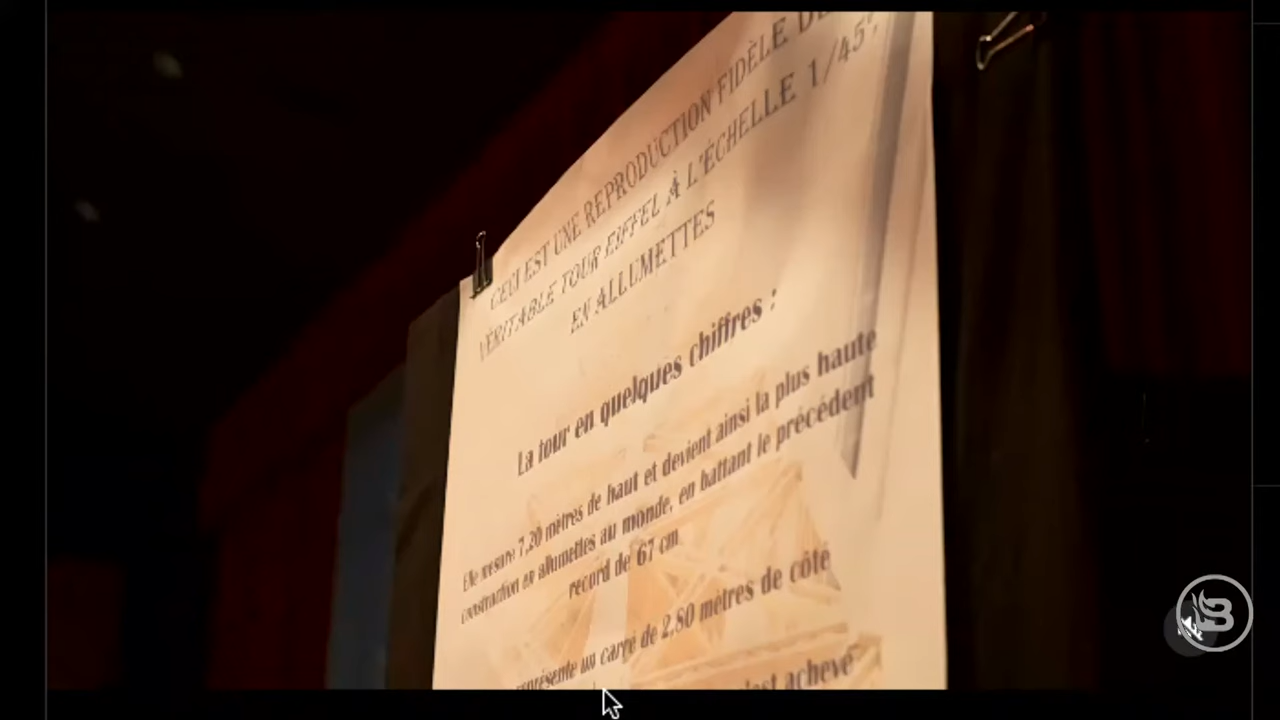 CECI EST UNE REPRODUCTION FIDÈLE DE
VÉRITABLE TOUR EIFFEL À L'ÉCHELLE 1/45e,
EN ALLUMETTES
La tour en quelques chiffres :
Elle mesure 7,20 mètres de haut et devient ainsi la plus haute
construction en allumettes au monde, en battant le précédent
record de 67 cm
un carré de 2,80 mètres de côté
achevé
B